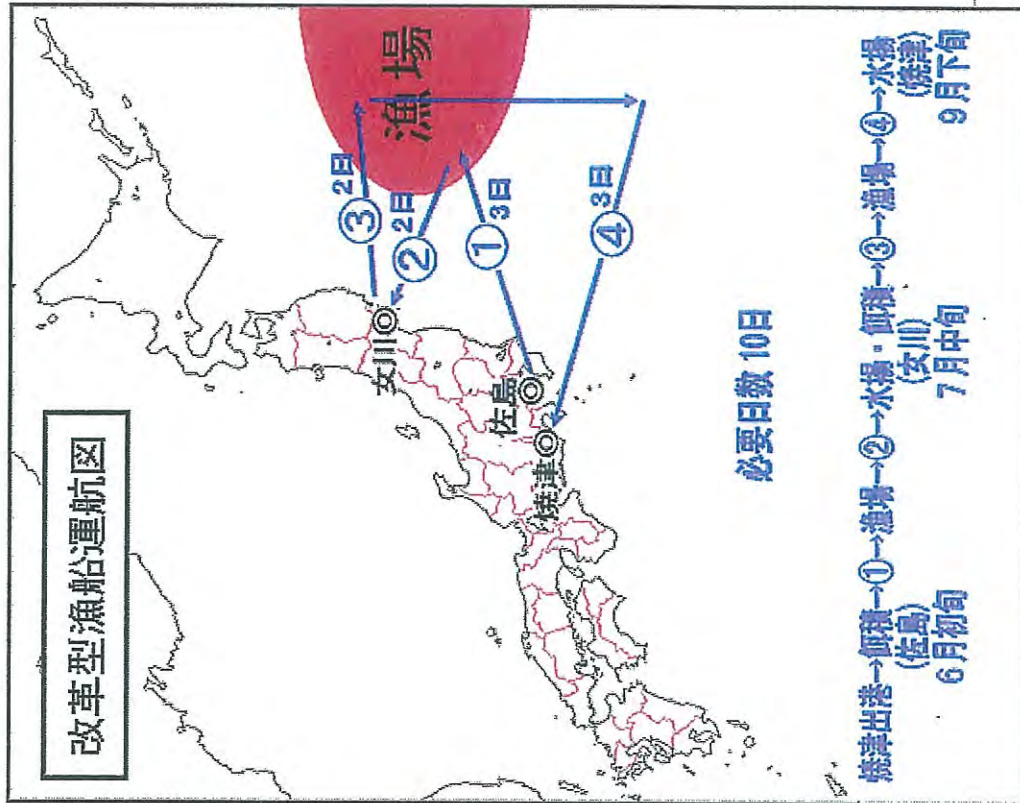 改革型漁船運航図
漁場
③ 2日
女川
② 2日
① 3日
佐島
④ 3日
焼津
必要日数 10日
焼津出港→餌積→①→漁場→②→水揚・餌積→③→漁場→④→水揚
(佐島) (女川) (焼津)
6月初旬 7月中旬 9月下旬